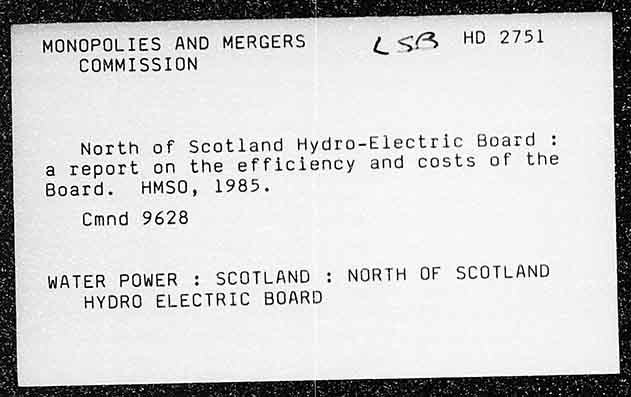 MONOPOLIES AND MERGERS LSB HD 2751
COMMISSION
North of Scotland Hydro-Electric Board :
a report on the efficiency and costs of the
Board. HMSO, 1985.
Cmnd 9628
WATER POWER : SCOTLAND : NORTH OF SCOTLAND
HYDRO ELECTRIC BOARD